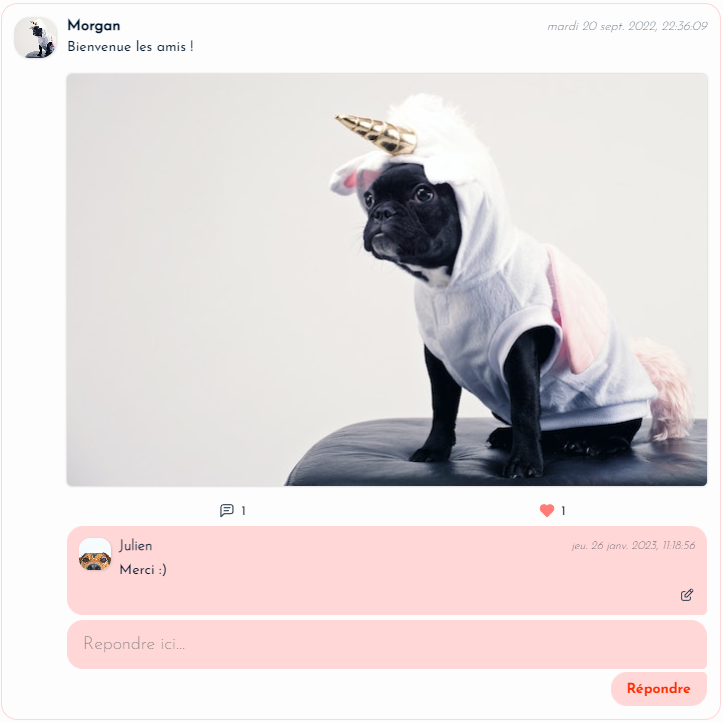 Morgan
mardi 20 sept. 2022, 22:36:09
Bienvenue les amis !
1
1
Julien
jeu. 26 janv. 2023, 11:18:56
Merci :)
Repondre ici...
Répondre